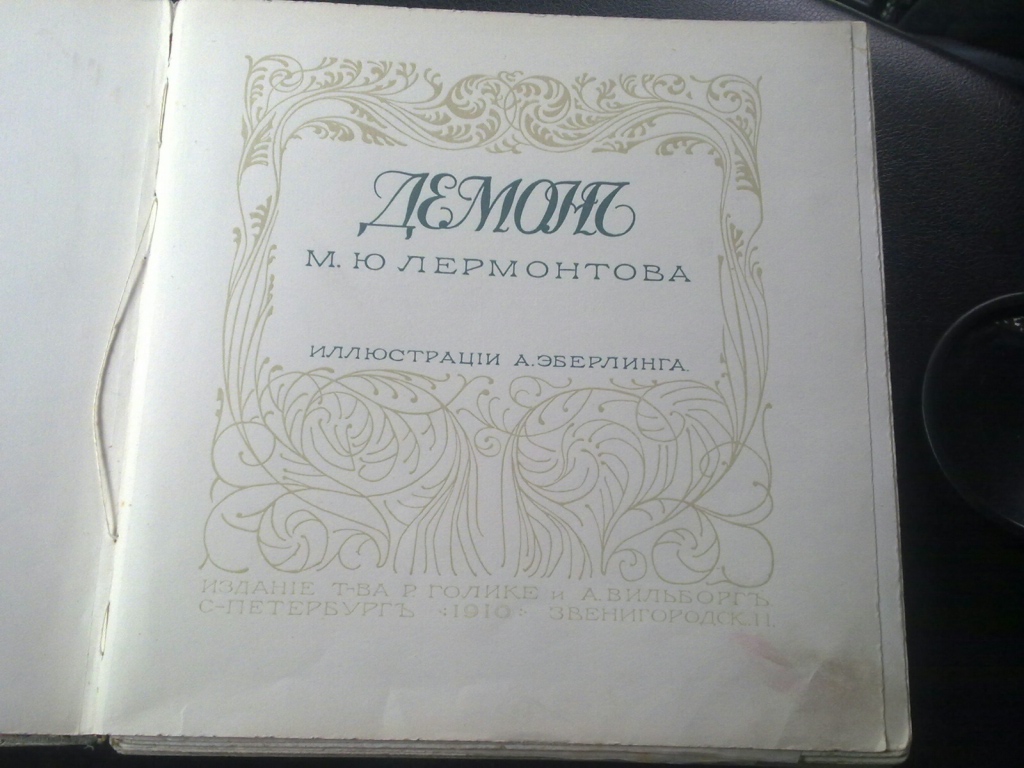 ДЕМОНЪ
М. Ю ЛЕРМОНТОВА
ИЛЛЮСТРАЦІИ А. ЭБЕРЛИНГА.
ИЗДАНІЕ Т-ВА Р. ГОЛИКЕ и А. ВИЛЬБОРГЪ.
С-ПЕТЕРБУРГЪ <1910> ЗВЕНИГОРОДСК. 11.